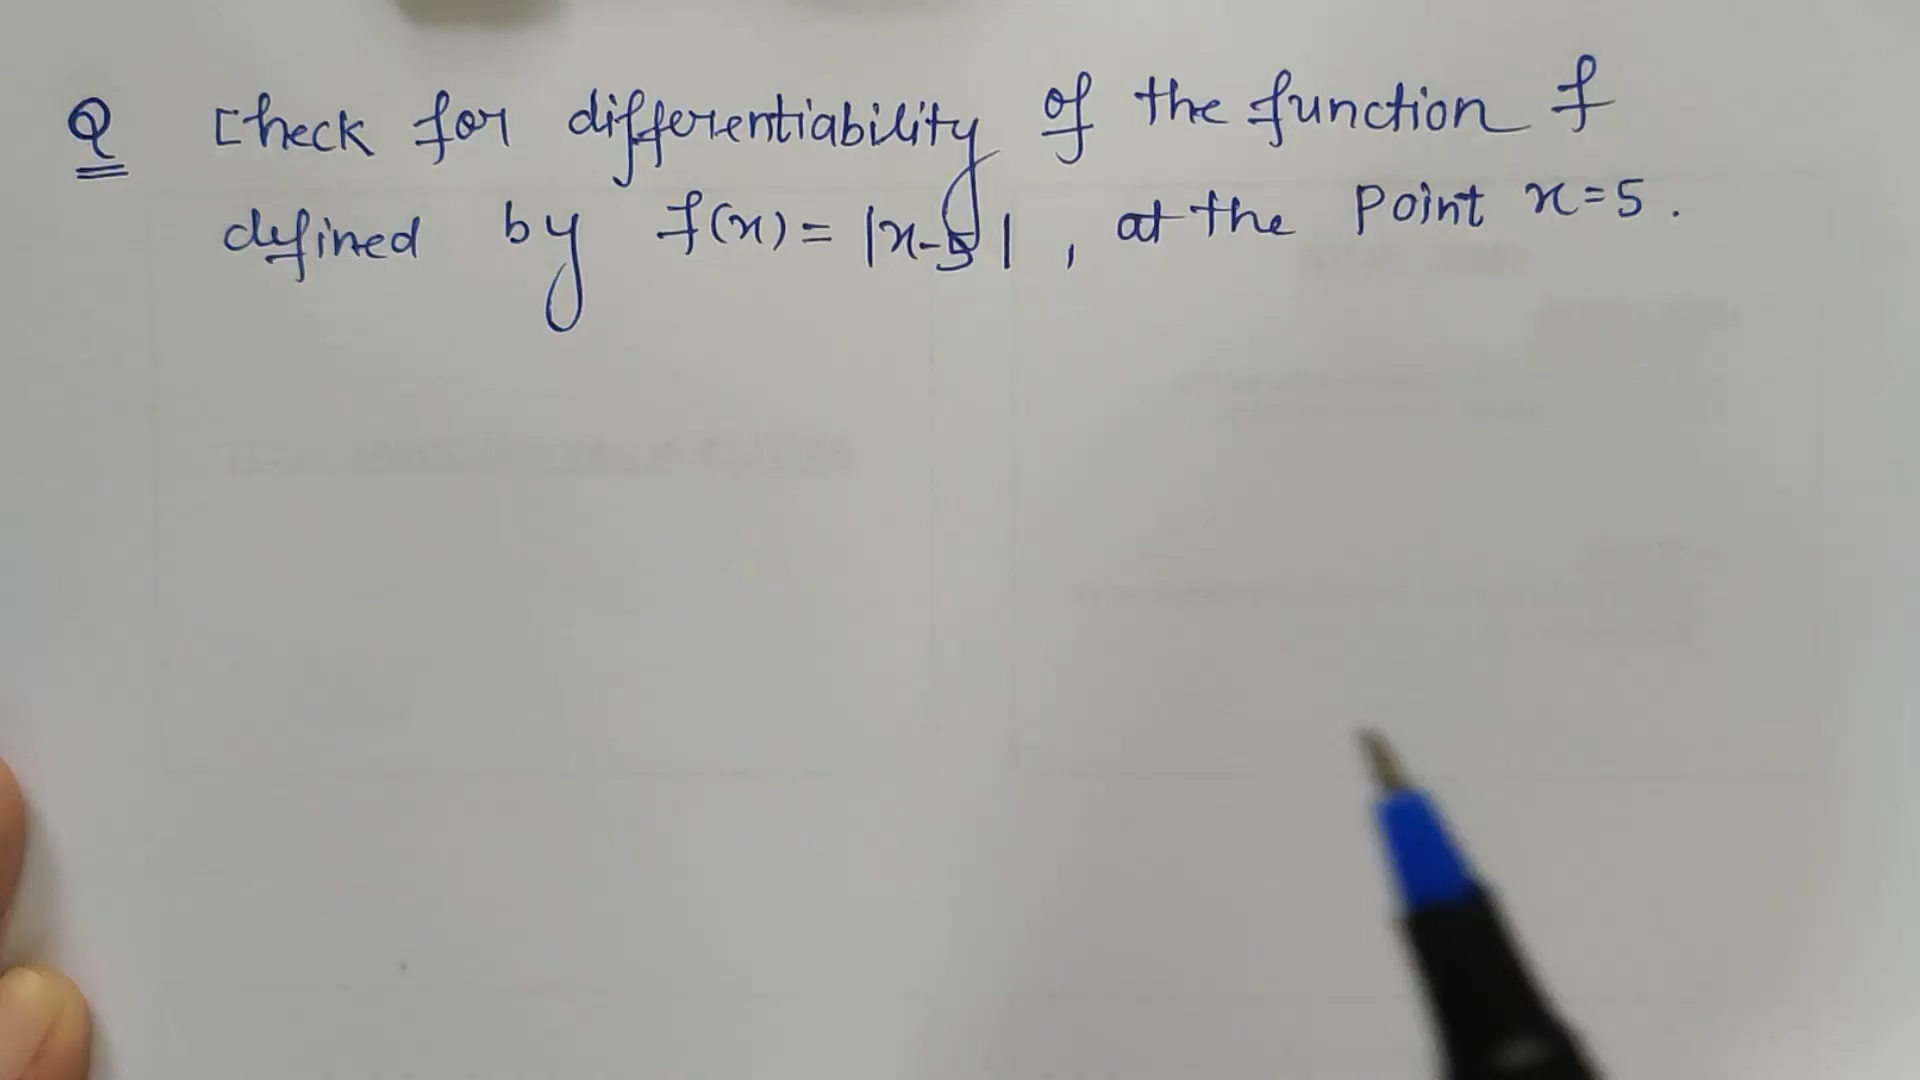 Q Check for differentiability of the function f
defined by f(x) = |x-5| , at the Point x=5.